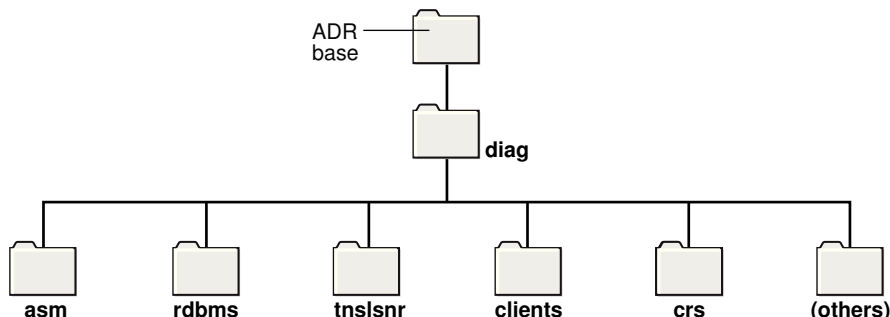 ADR
base
diag
asm
rdbms
tnslsnr
clients
crs
(others)